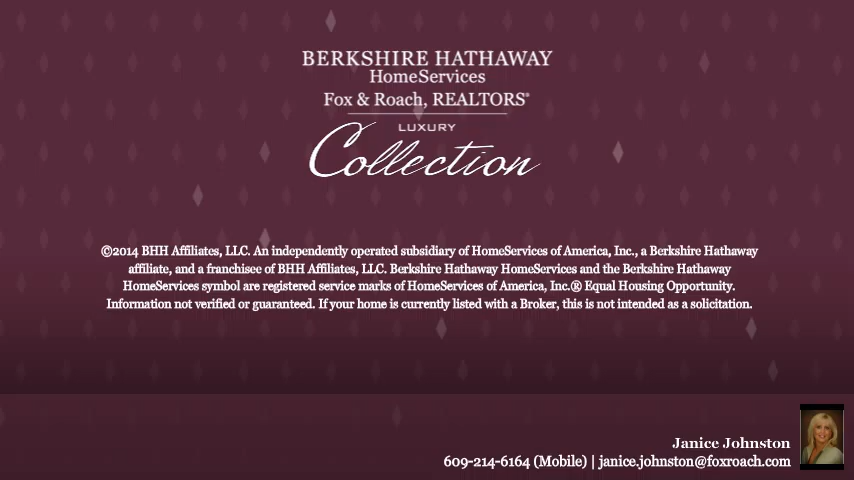 BERKSHIRE HATHAWAY
HomeServices
Fox & Roach, REALTORS®
LUXURY
Collection
©2014 BHH Affiliates, LLC. An independently operated subsidiary of HomeServices of America, Inc., a Berkshire Hathaway
affiliate, and a franchisee of BHH Affiliates, LLC. Berkshire Hathaway HomeServices and the Berkshire Hathaway
HomeServices symbol are registered service marks of HomeServices of America, Inc.® Equal Housing Opportunity.
Information not verified or guaranteed. If your home is currently listed with a Broker, this is not intended as a solicitation.
Janice Johnston
609-214-6164 (Mobile) | janice.johnston@foxroach.com